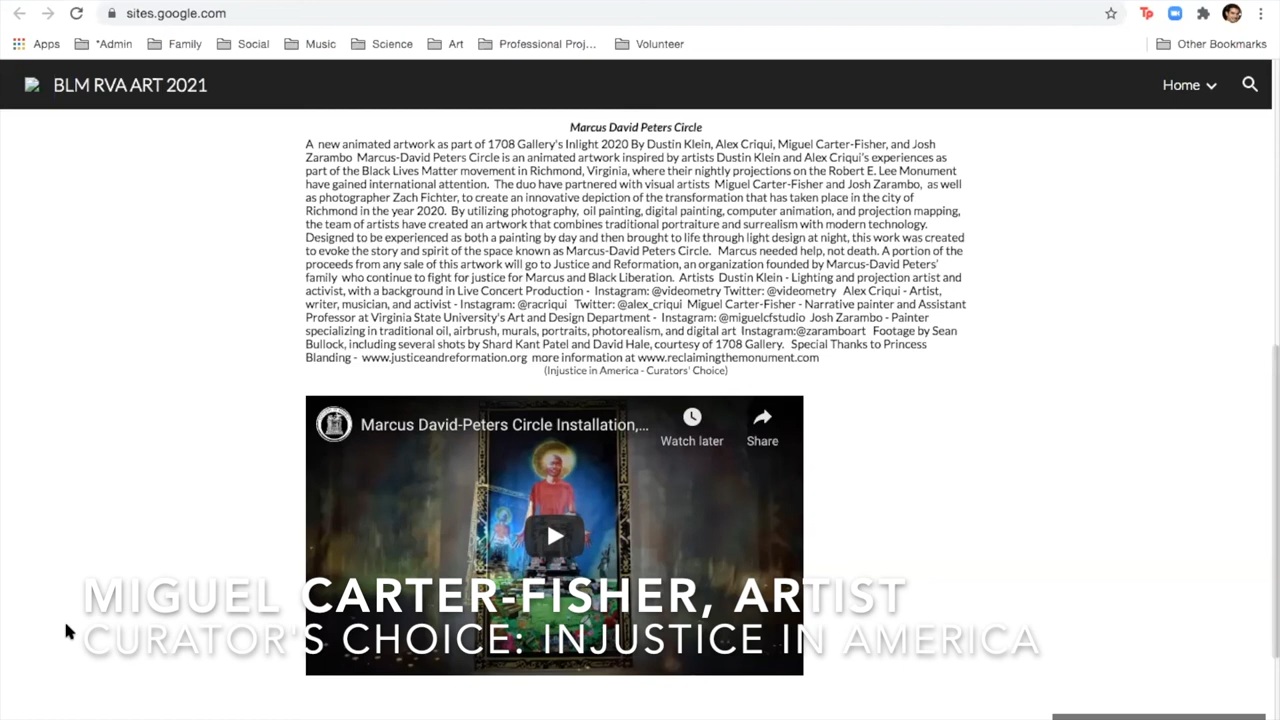 sites.google.com
Apps *Admin Family Social Music Science Art Professional Proj... Volunteer Other Bookmarks
BLM RVA ART 2021 Home
Marcus David Peters Circle
A new animated artwork as part of 1708 Gallery's Inlight 2020 By Dustin Klein, Alex Criqui, Miguel Carter-Fisher, and Josh
Zarambo Marcus-David Peters Circle is an animated artwork inspired by artists Dustin Klein and Alex Criqui's experiences as
part of the Black Lives Matter movement in Richmond, Virginia, where their nightly projections on the Robert E. Lee Monument
have gained international attention. The duo have partnered with visual artists Miguel Carter-Fisher and Josh Zarambo, as well
as photographer Zach Fichter, to create an innovative depiction of the transformation that has taken place in the city of
Richmond in the year 2020. By utilizing photography, oil painting, digital painting, computer animation, and projection mapping,
the team of artists have created an artwork that combines traditional portraiture and surrealism with modern technology.
Designed to be experienced as both a painting by day and then brought to life through light design at night, this work was created
to evoke the story and spirit of the space known as Marcus-David Peters Circle. Marcus needed help, not death. A portion of the
proceeds from any sale of this artwork will go to Justice and Reformation, an organization founded by Marcus-David Peters'
family who continue to fight for justice for Marcus and Black Liberation. Artists Dustin Klein - Lighting and projection artist and
activist, with a background in Live Concert Production - Instagram: @videometry Twitter: @videometry Alex Criqui - Artist,
writer, musician, and activist - Instagram: @racriqui Twitter: @alex_criqui Miguel Carter-Fisher - Narrative painter and Assistant
Professor at Virginia State University's Art and Design Department - Instagram: @miguelcfstudio Josh Zarambo - Painter
specializing in traditional oil, airbrush, murals, portraits, photorealism, and digital art Instagram:@zaramboart Footage by Sean
Bullock, including several shots by Shard Kant Patel and David Hale, courtesy of 1708 Gallery. Special Thanks to Princess
Blanding - www.justiceandreformation.org more information at www.reclaimingthemonument.com
(Injustice in America - Curators' Choice)
Marcus David-Peters Circle Installation,...
Watch later Share
MIGUEL CARTER-FISHER, ARTIST
CURATOR'S CHOICE: INJUSTICE IN AMERICA